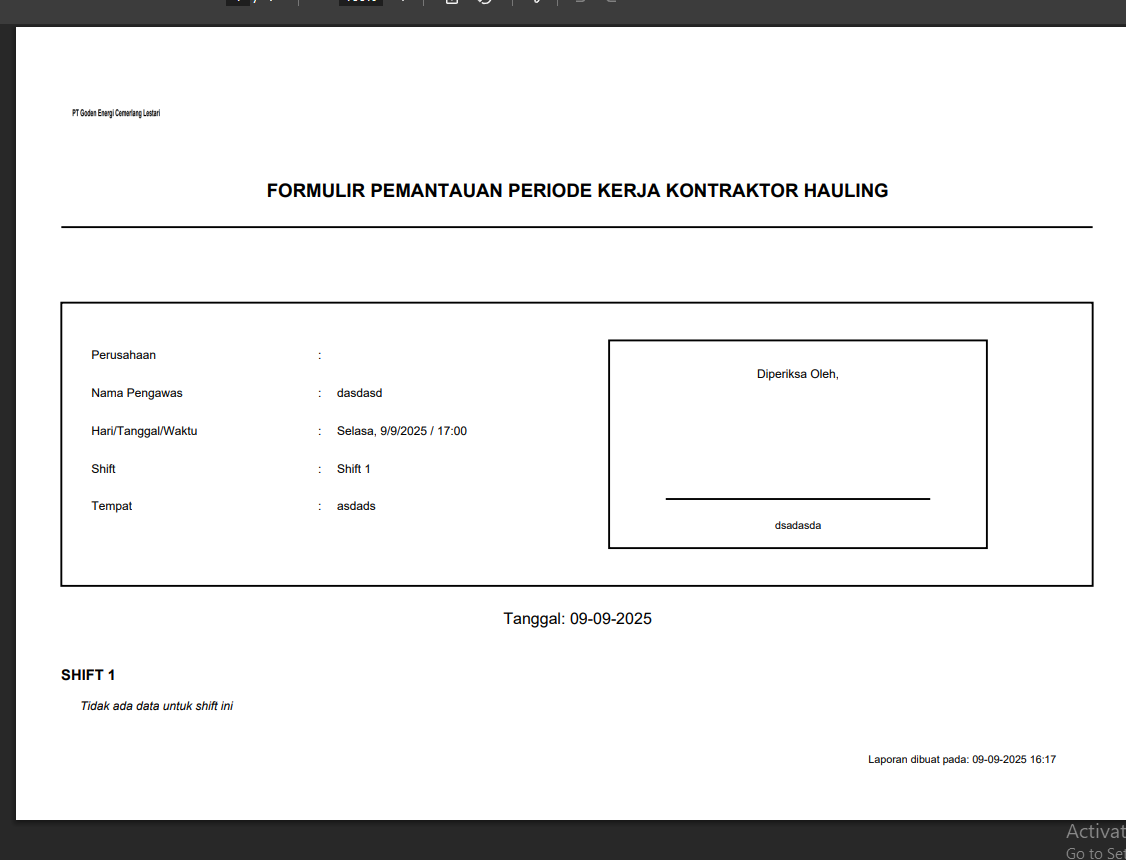 PT Goden Energi Cemerlang Lestari
FORMULIR PEMANTAUAN PERIODE KERJA KONTRAKTOR HAULING
Perusahaan :
Nama Pengawas : dasdasd
Hari/Tanggal/Waktu : Selasa, 9/9/2025 / 17:00
Shift : Shift 1
Tempat : asdads
Diperiksa Oleh,
dsadasda
Tanggal: 09-09-2025
SHIFT 1
Tidak ada data untuk shift ini
Laporan dibuat pada: 09-09-2025 16:17
Activat
Go to Set